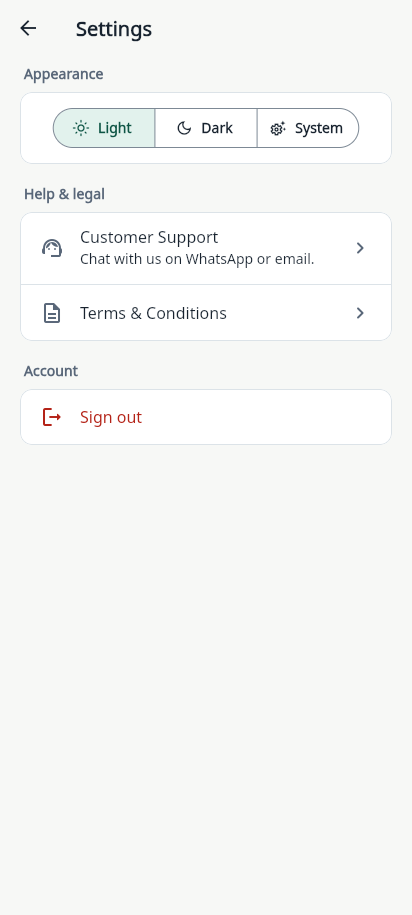 Settings
Appearance
Light
Dark
System
Help & legal
Customer Support
Chat with us on WhatsApp or email.
Terms & Conditions
Account
Sign out